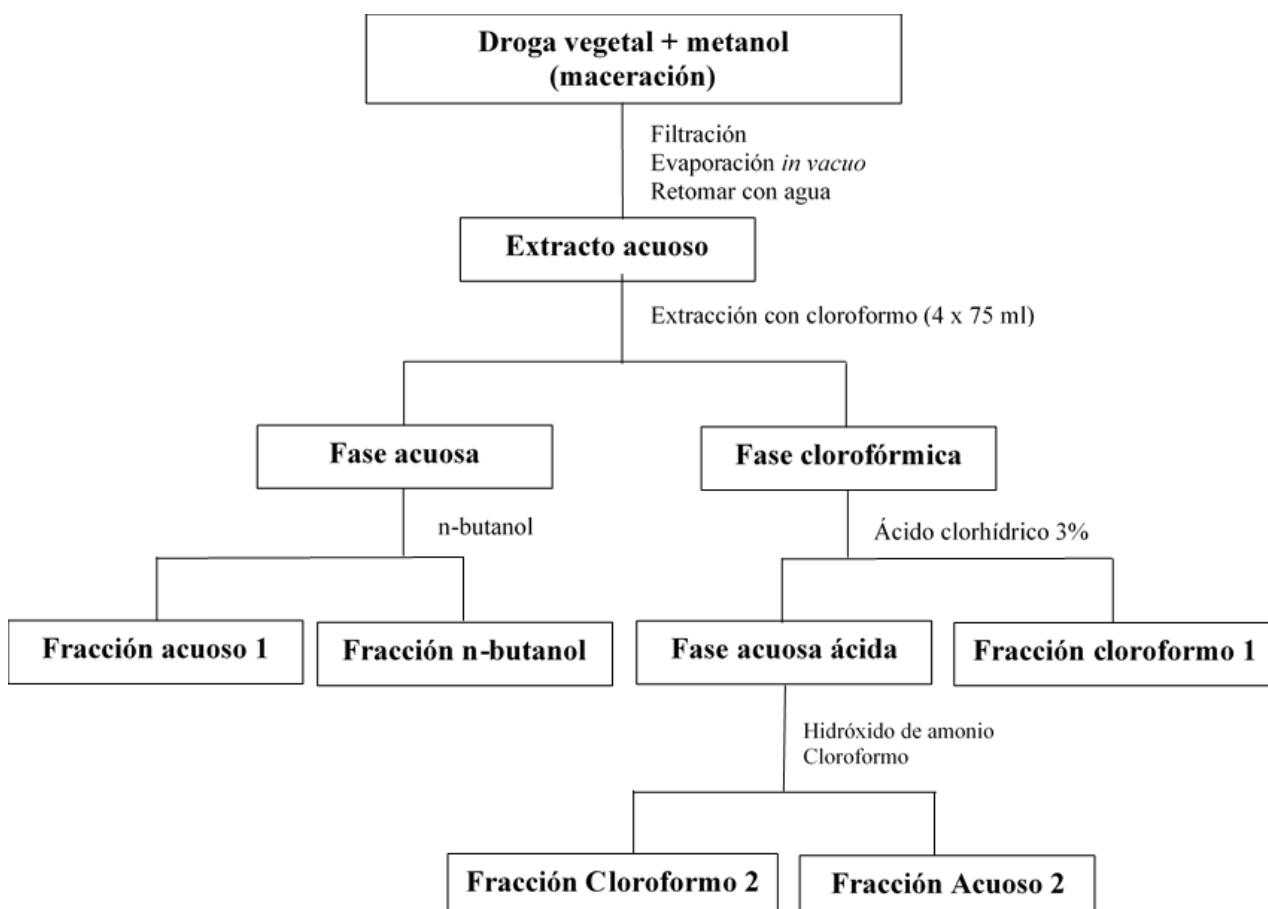 Droga vegetal + metanol
(maceración)
Filtración
Evaporación in vacuo
Retomar con agua
Extracto acuoso
Extracción con cloroformo (4 x 75 ml)
Fase acuosa
Fase clorofórmica
n-butanol
Ácido clorhídrico 3%
Fracción acuoso 1
Fracción n-butanol
Fase acuosa ácida
Fracción cloroformo 1
Hidróxido de amonio
Cloroformo
Fracción Cloroformo 2
Fracción Acuoso 2